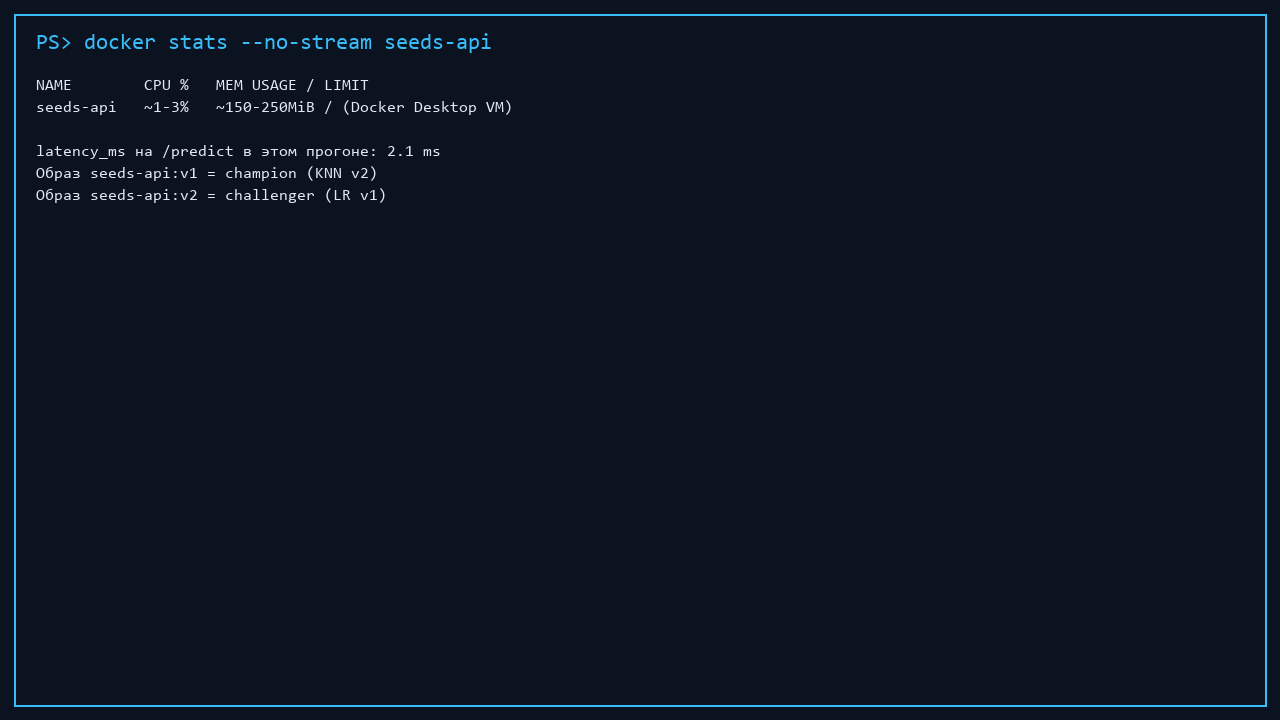 PS> docker stats --no-stream seeds-api
NAME        CPU %   MEM USAGE / LIMIT
seeds-api   ~1-3%   ~150-250MiB / (Docker Desktop VM)
latency_ms на /predict в этом прогоне: 2.1 ms
Образ seeds-api:v1 = champion (KNN v2)
Образ seeds-api:v2 = challenger (LR v1)